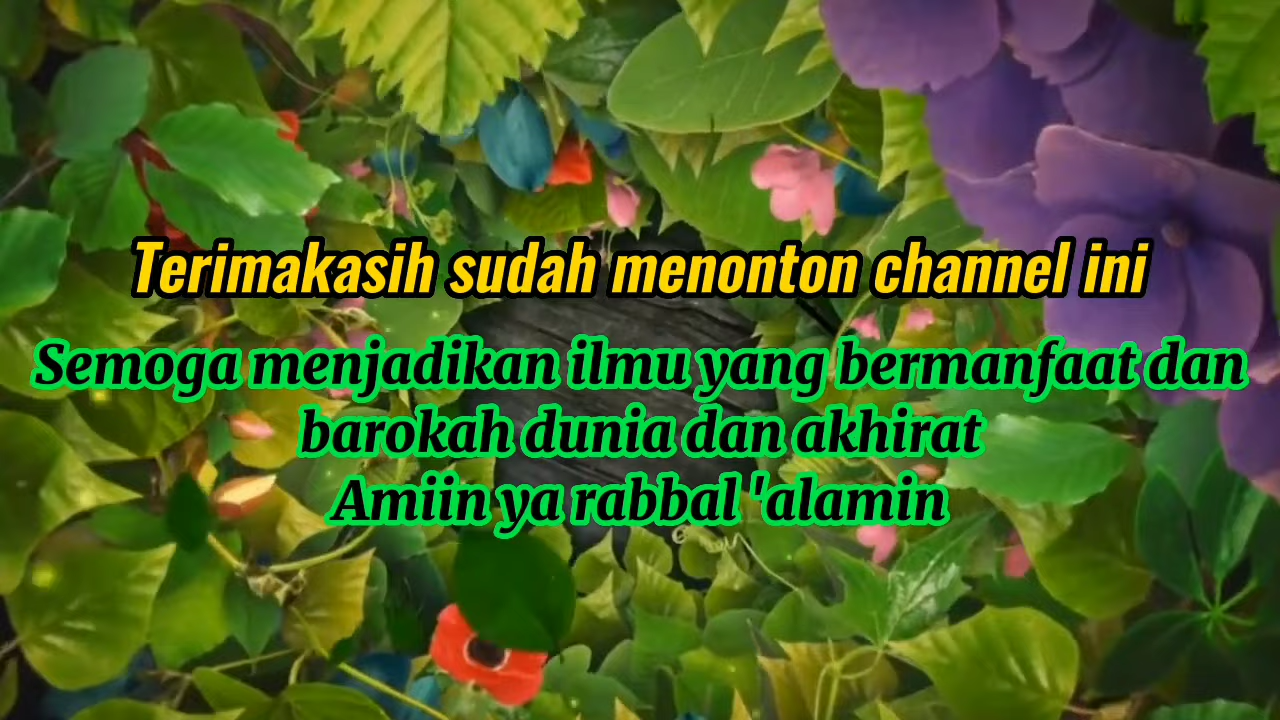 Terimakasih sudah menonton channel ini
Semoga menjadikan ilmu yang bermanfaat dan
barokah dunia dan akhirat
Amiin ya rabbal 'alamin